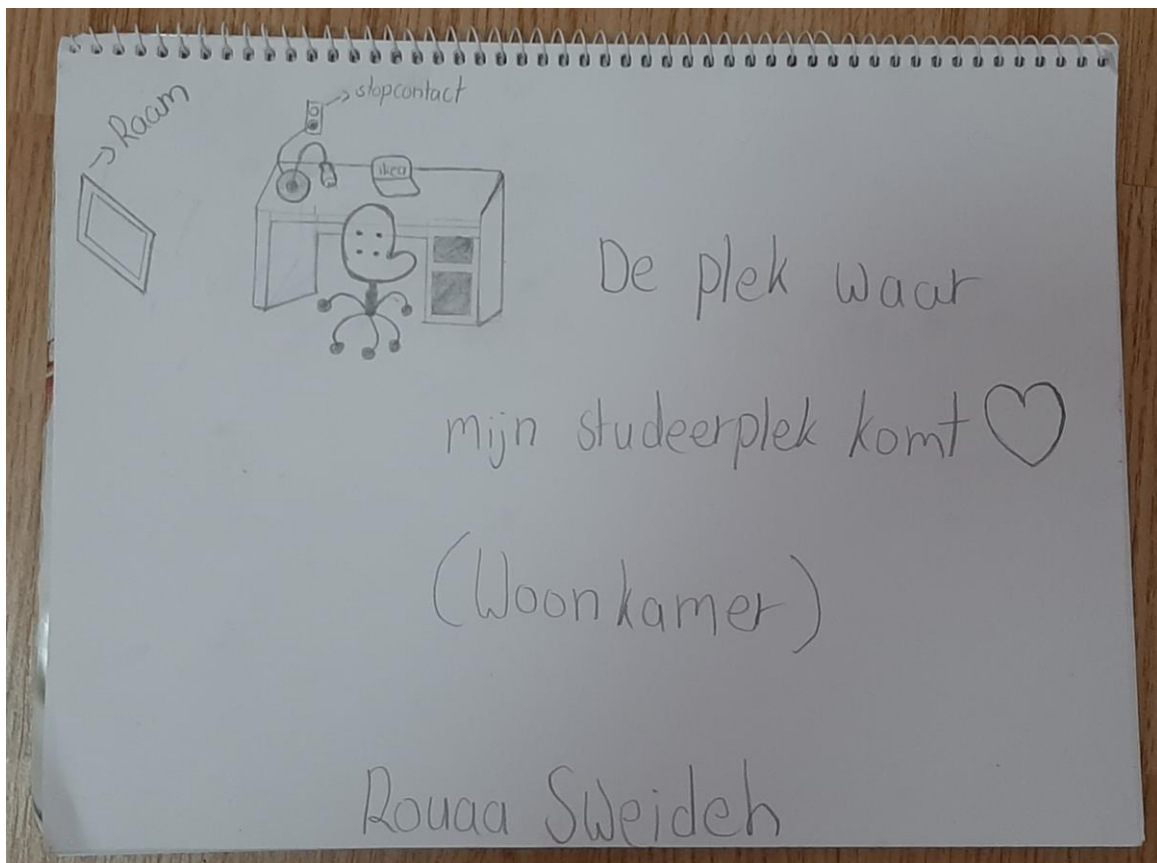 → Raam
→ stopcontact
ikea
De plek waar
mijn studeerplek komt ♡
(Woonkamer)
Rouaa Sweideh